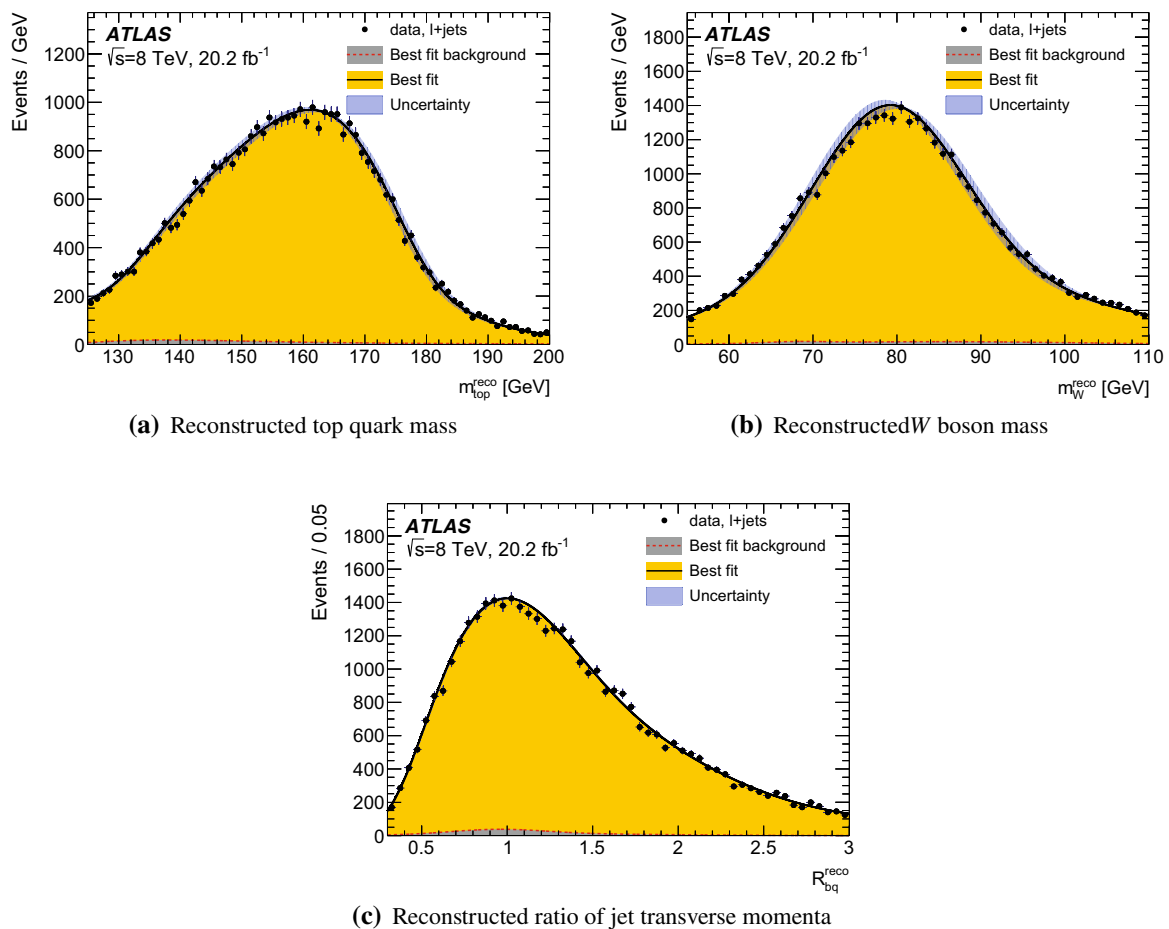 Events / GeV
ATLAS
√s=8 TeV, 20.2 fb-1
data, l+jets
Best fit background
Best fit
Uncertainty
1200
1000
800
600
400
200
0
130 140 150 160 170 180 190 200
m_top^reco [GeV]
(a) Reconstructed top quark mass
Events / GeV
ATLAS
√s=8 TeV, 20.2 fb-1
data, l+jets
Best fit background
Best fit
Uncertainty
1800
1600
1400
1200
1000
800
600
400
200
0
60 70 80 90 100 110
m_W^reco [GeV]
(b) ReconstructedW boson mass
Events / 0.05
ATLAS
√s=8 TeV, 20.2 fb-1
data, l+jets
Best fit background
Best fit
Uncertainty
1800
1600
1400
1200
1000
800
600
400
200
0
0.5 1 1.5 2 2.5 3
R_bq^reco
(c) Reconstructed ratio of jet transverse momenta